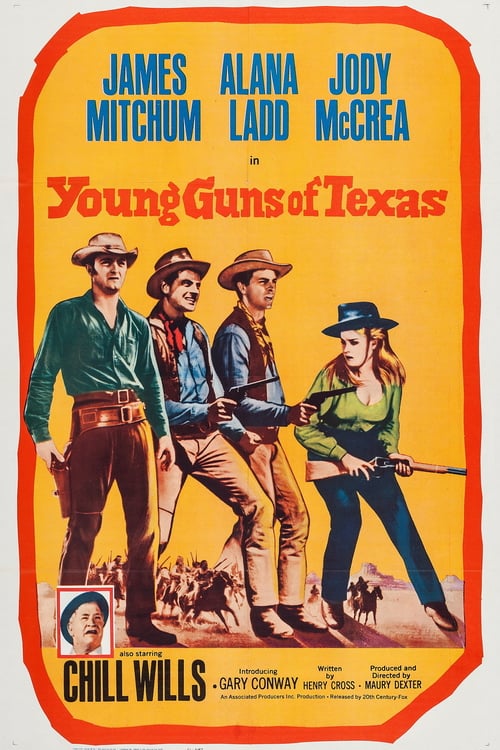 JAMES ALANA JODY
MITCHUM LADD McCREA
in
Young Guns of Texas
also starring
CHILL WILLS
Introducing
• GARY CONWAY
Written
by
HENRY CROSS
Produced and
Directed by
• MAURY DEXTER
An Associated Producers Inc. Production • Released by 20th Century-Fox